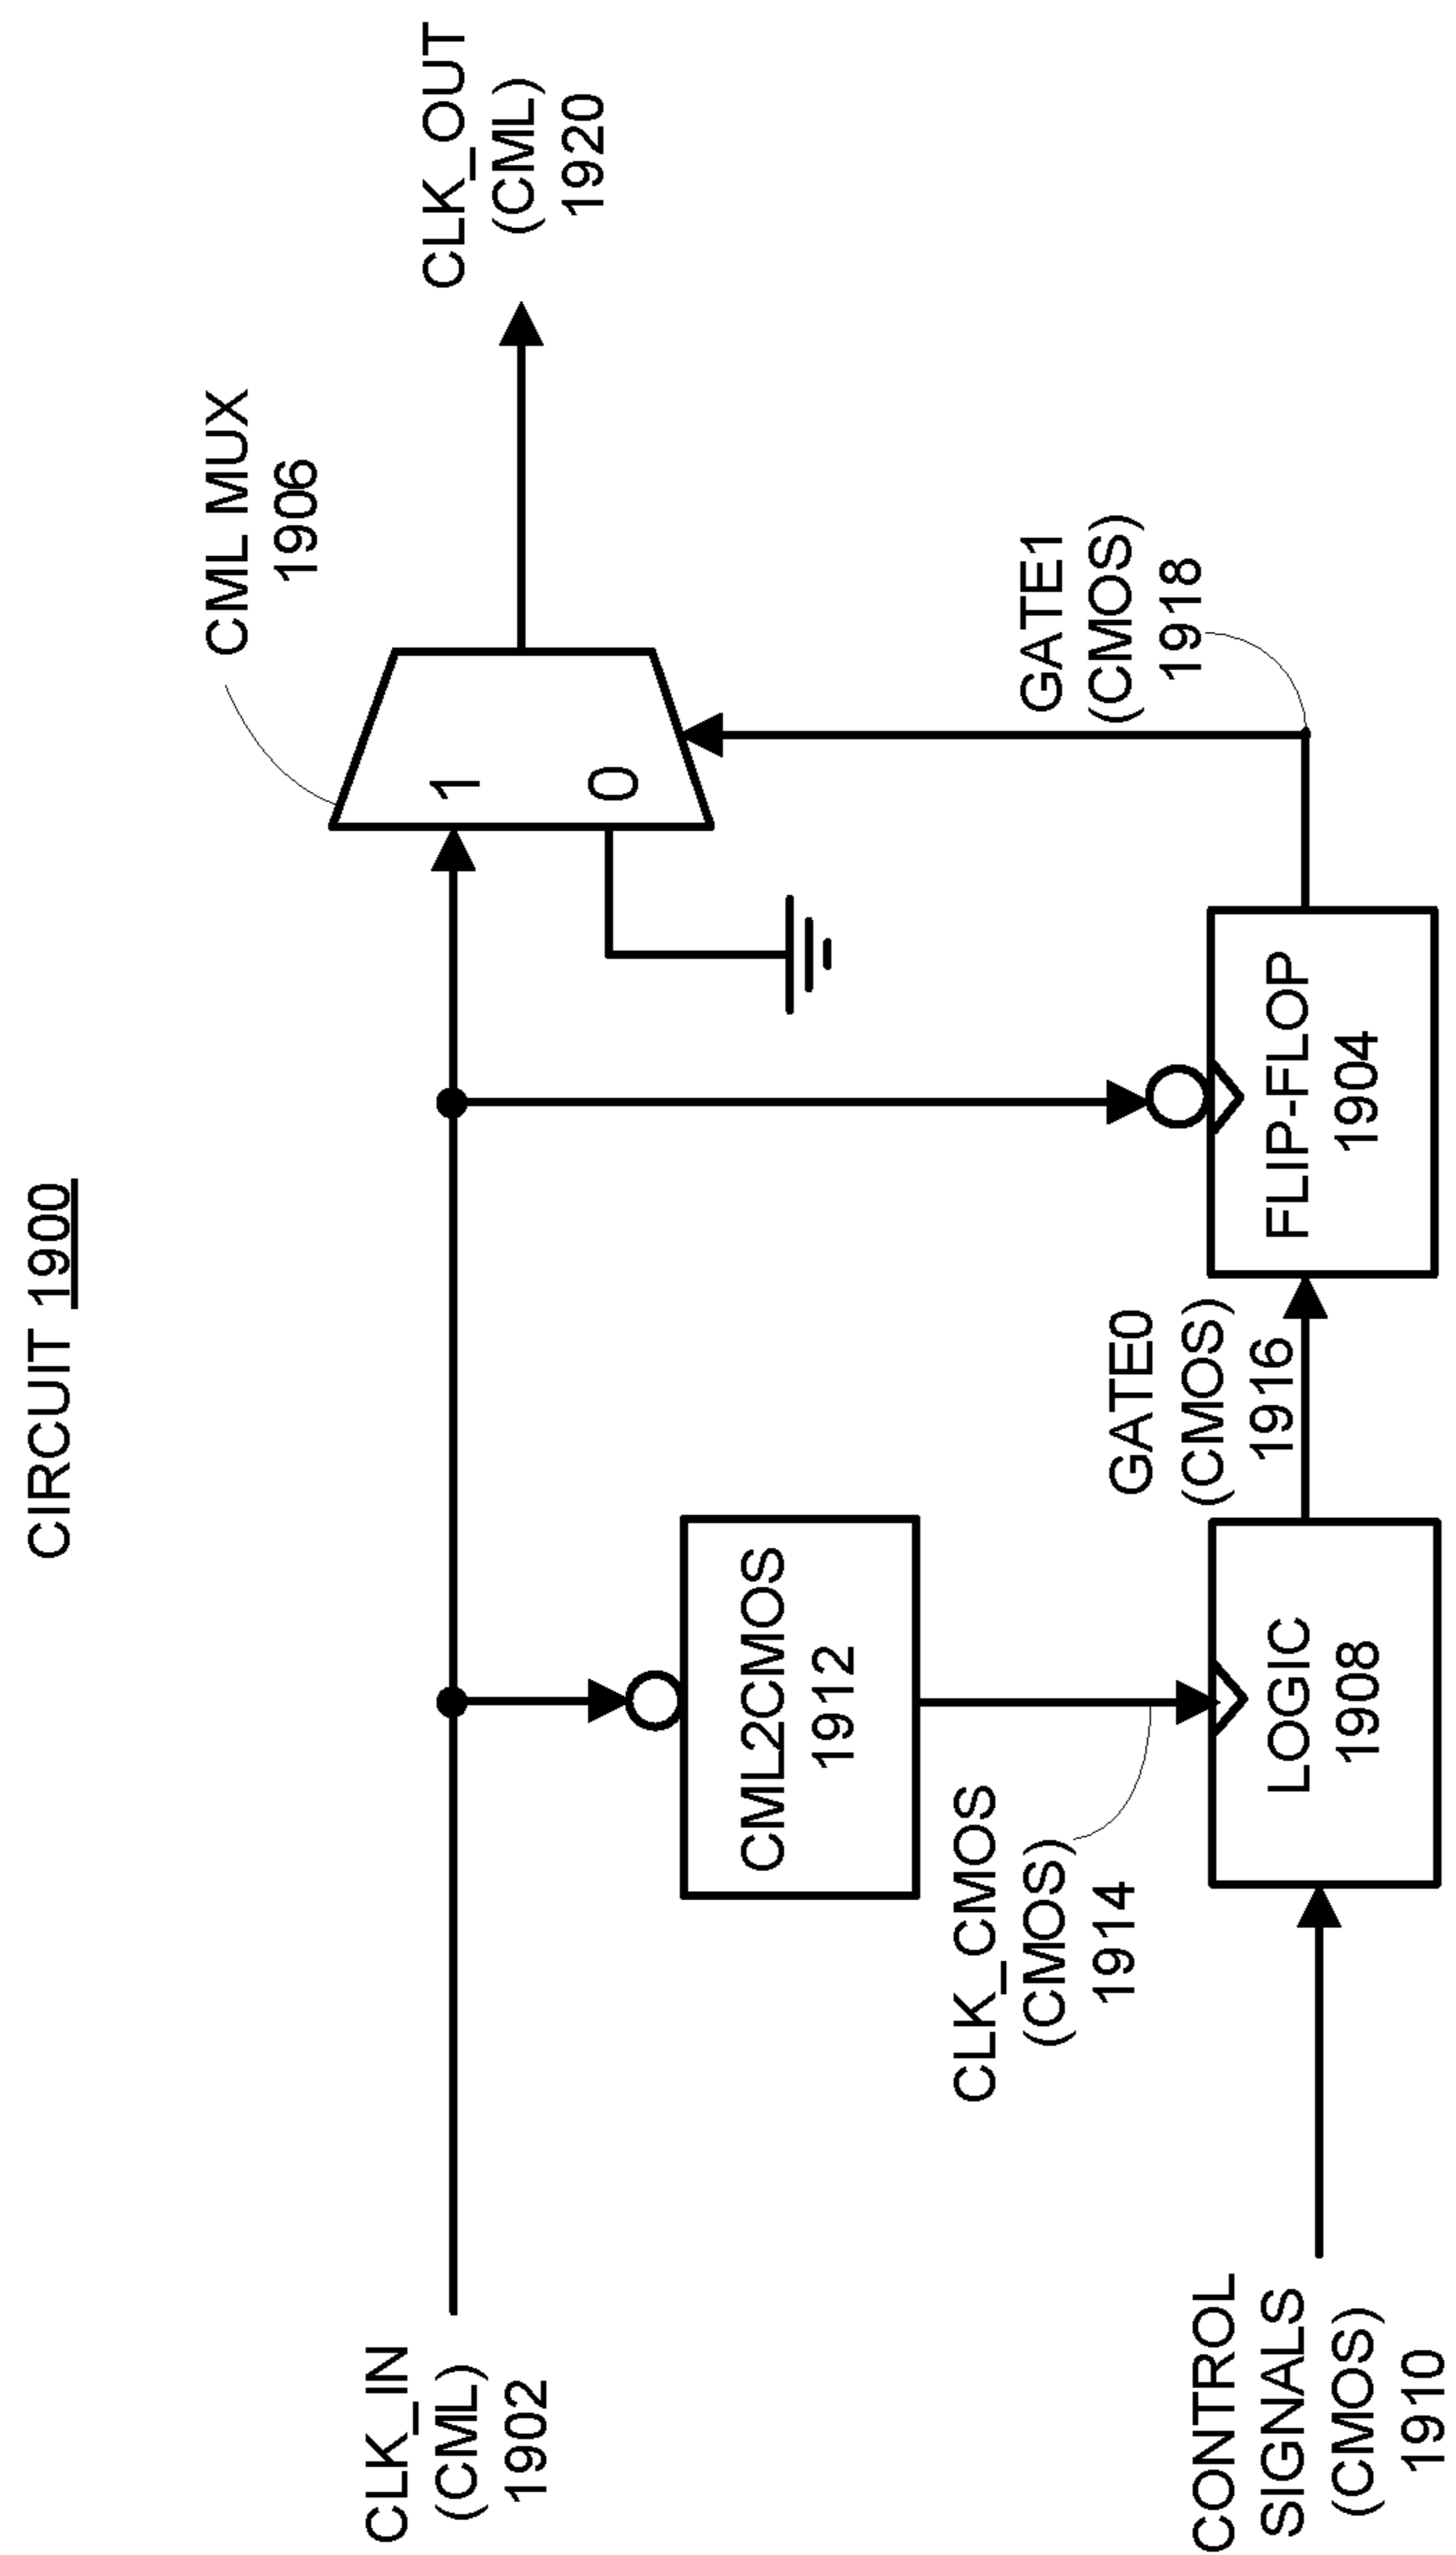 CIRCUIT 1900
CLK_IN
(CML)
1902
CML MUX
1906
1
0
CLK_OUT
(CML)
1920
CML2CMOS
1912
CLK_CMOS
(CMOS)
1914
CONTROL
SIGNALS
(CMOS)
1910
LOGIC
1908
GATE0
(CMOS)
1916
FLIP-FLOP
1904
GATE1
(CMOS)
1918